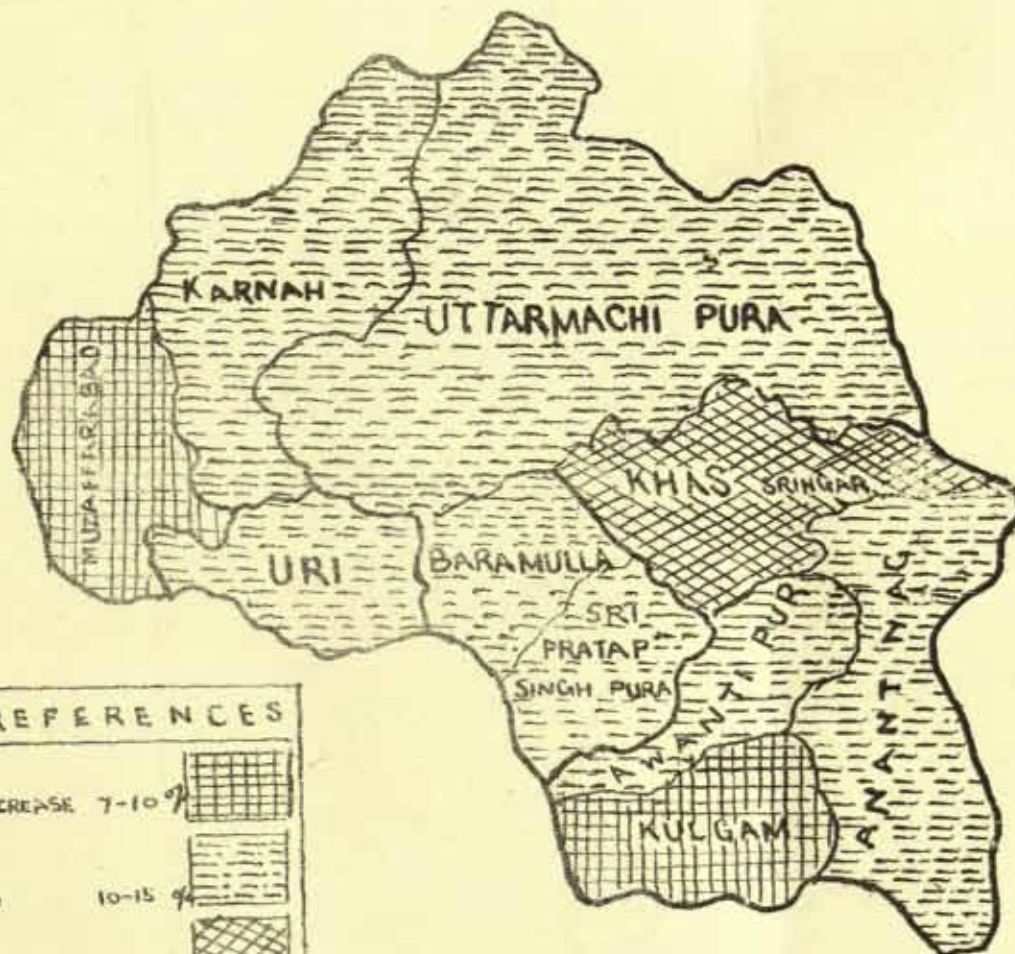 KARNAH
UTTARMACHI PURA
MUZAFFARABAD
KHAS SRINGAR
URI
BARAMULLA
SRI
PRATAP
SINGH PURA
AWANTIPUR
ANANTNAG
KULGAM
REFERENCES
CREASE 7-10 %
10-15 %